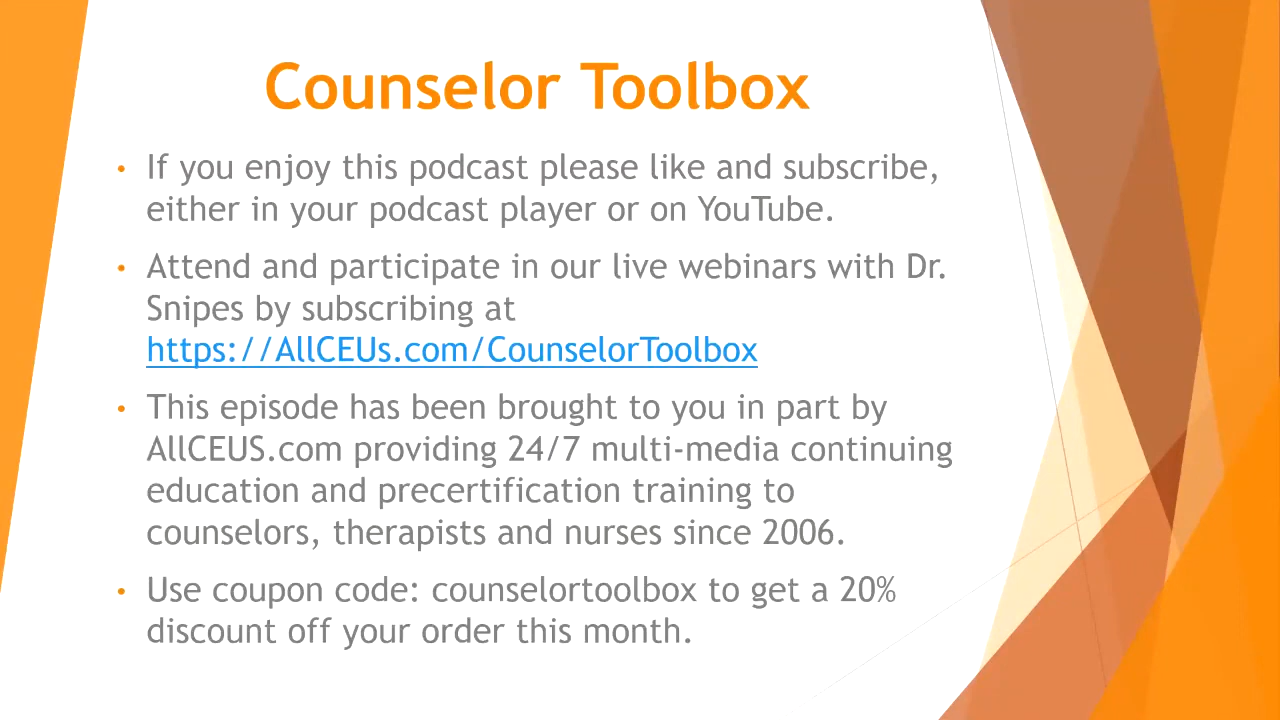 Counselor Toolbox
• If you enjoy this podcast please like and subscribe,
either in your podcast player or on YouTube.
• Attend and participate in our live webinars with Dr.
Snipes by subscribing at
https://AllCEUs.com/CounselorToolbox
• This episode has been brought to you in part by
AllCEUS.com providing 24/7 multi-media continuing
education and precertification training to
counselors, therapists and nurses since 2006.
• Use coupon code: counselortoolbox to get a 20%
discount off your order this month.